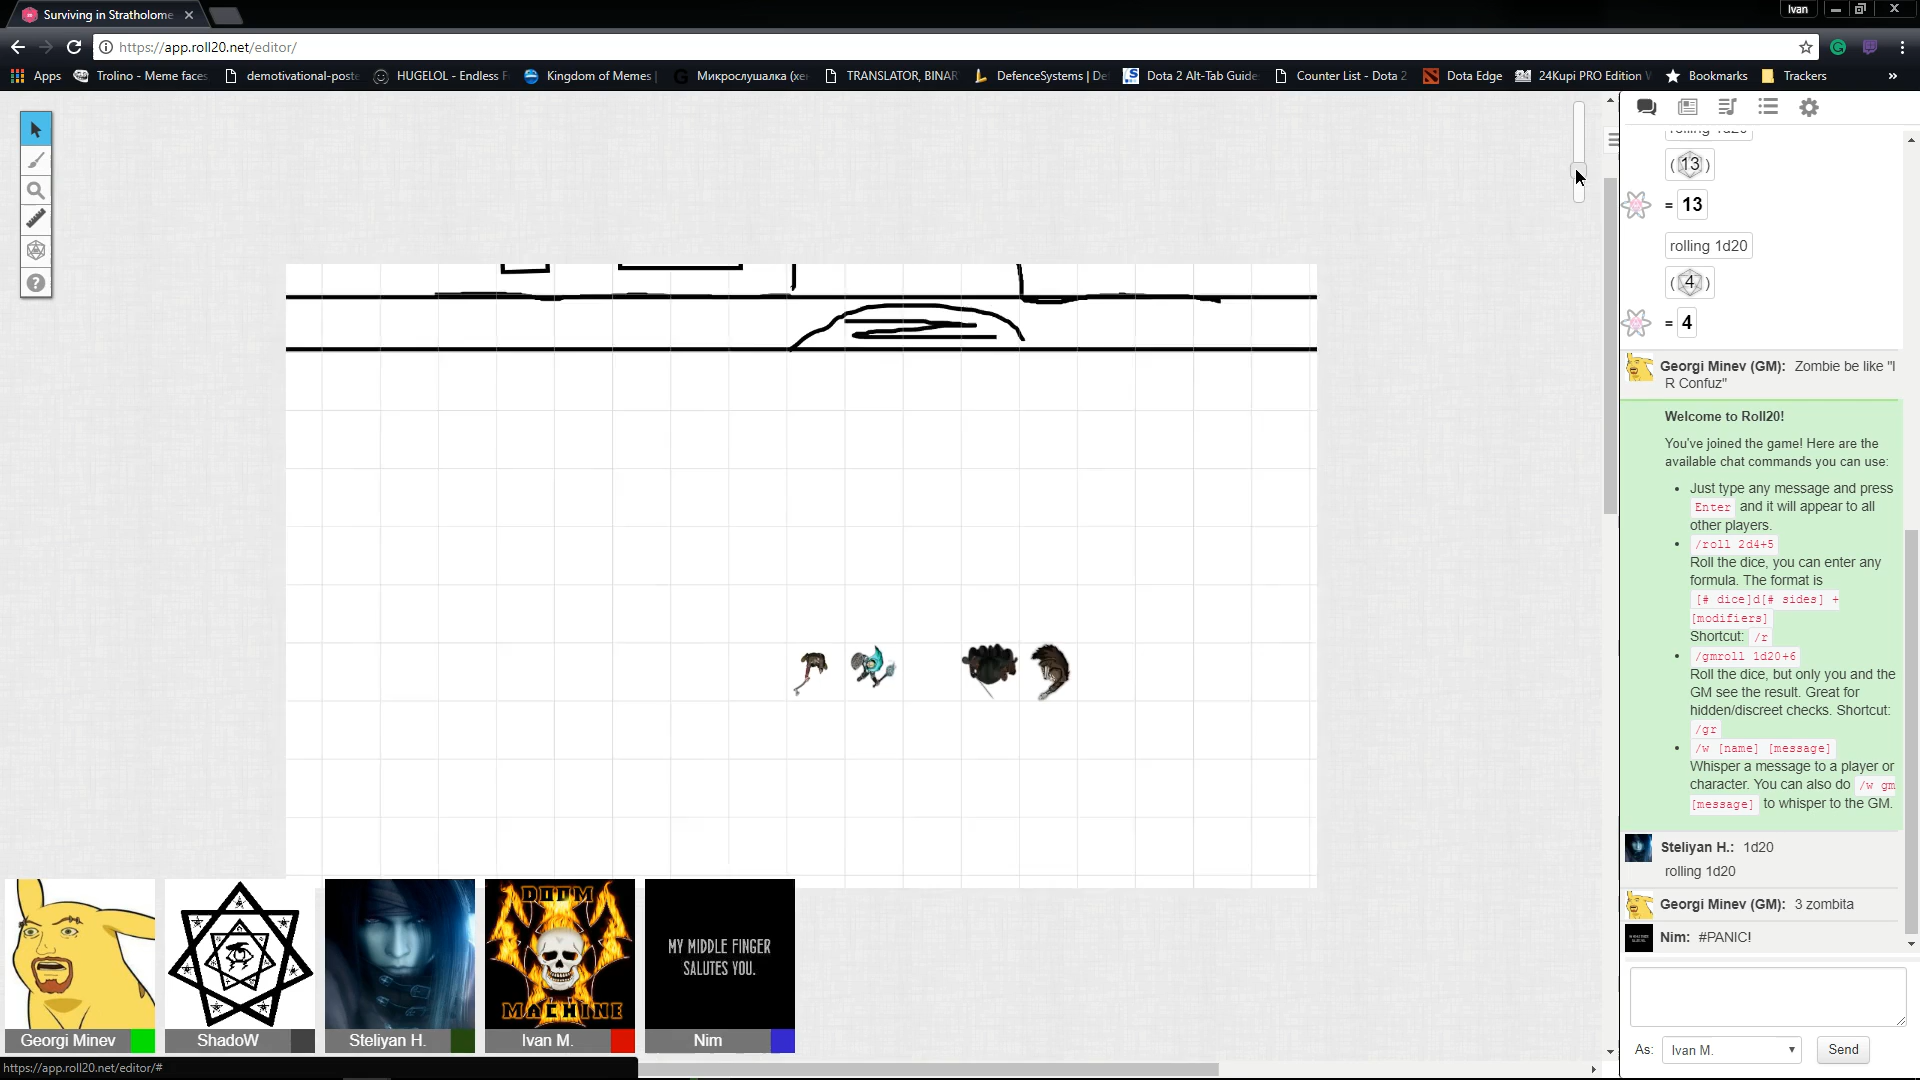 Surviving in Stratholome
Ivan
https://app.roll20.net/editor/
Apps
Trolino - Meme faces
demotivational-poste
HUGELOL - Endless F
Kingdom of Memes
Микрослушалка (хен
TRANSLATOR, BINAR
DefenceSystems | De
Dota 2 Alt-Tab Guide
Counter List - Dota 2
Dota Edge
24Kupi PRO Edition V
Bookmarks
Trackers
»
rolling 1d20
(13)
= 13
rolling 1d20
(4)
= 4
Georgi Minev (GM): Zombie be like "I
R Confuz"
Welcome to Roll20!
You've joined the game! Here are the
available chat commands you can use:
• Just type any message and press
Enter and it will appear to all
other players.
• /roll 2d4+5
Roll the dice, you can enter any
formula. The format is
[# dice]d[# sides] +
[modifiers]
Shortcut: /r
• /gmroll 1d20+6
Roll the dice, but only you and the
GM see the result. Great for
hidden/discreet checks. Shortcut:
/gr
• /w [name] [message]
Whisper a message to a player or
character. You can also do /w gm
[message] to whisper to the GM.
Steliyan H.: 1d20
rolling 1d20
Georgi Minev (GM): 3 zombita
Nim: #PANIC!
As: Ivan M. Send
DOOM
MACHINE
MY MIDDLE FINGER
SALUTES YOU.
Georgi Minev
ShadoW
Steliyan H.
Ivan M.
Nim
https://app.roll20.net/editor/#